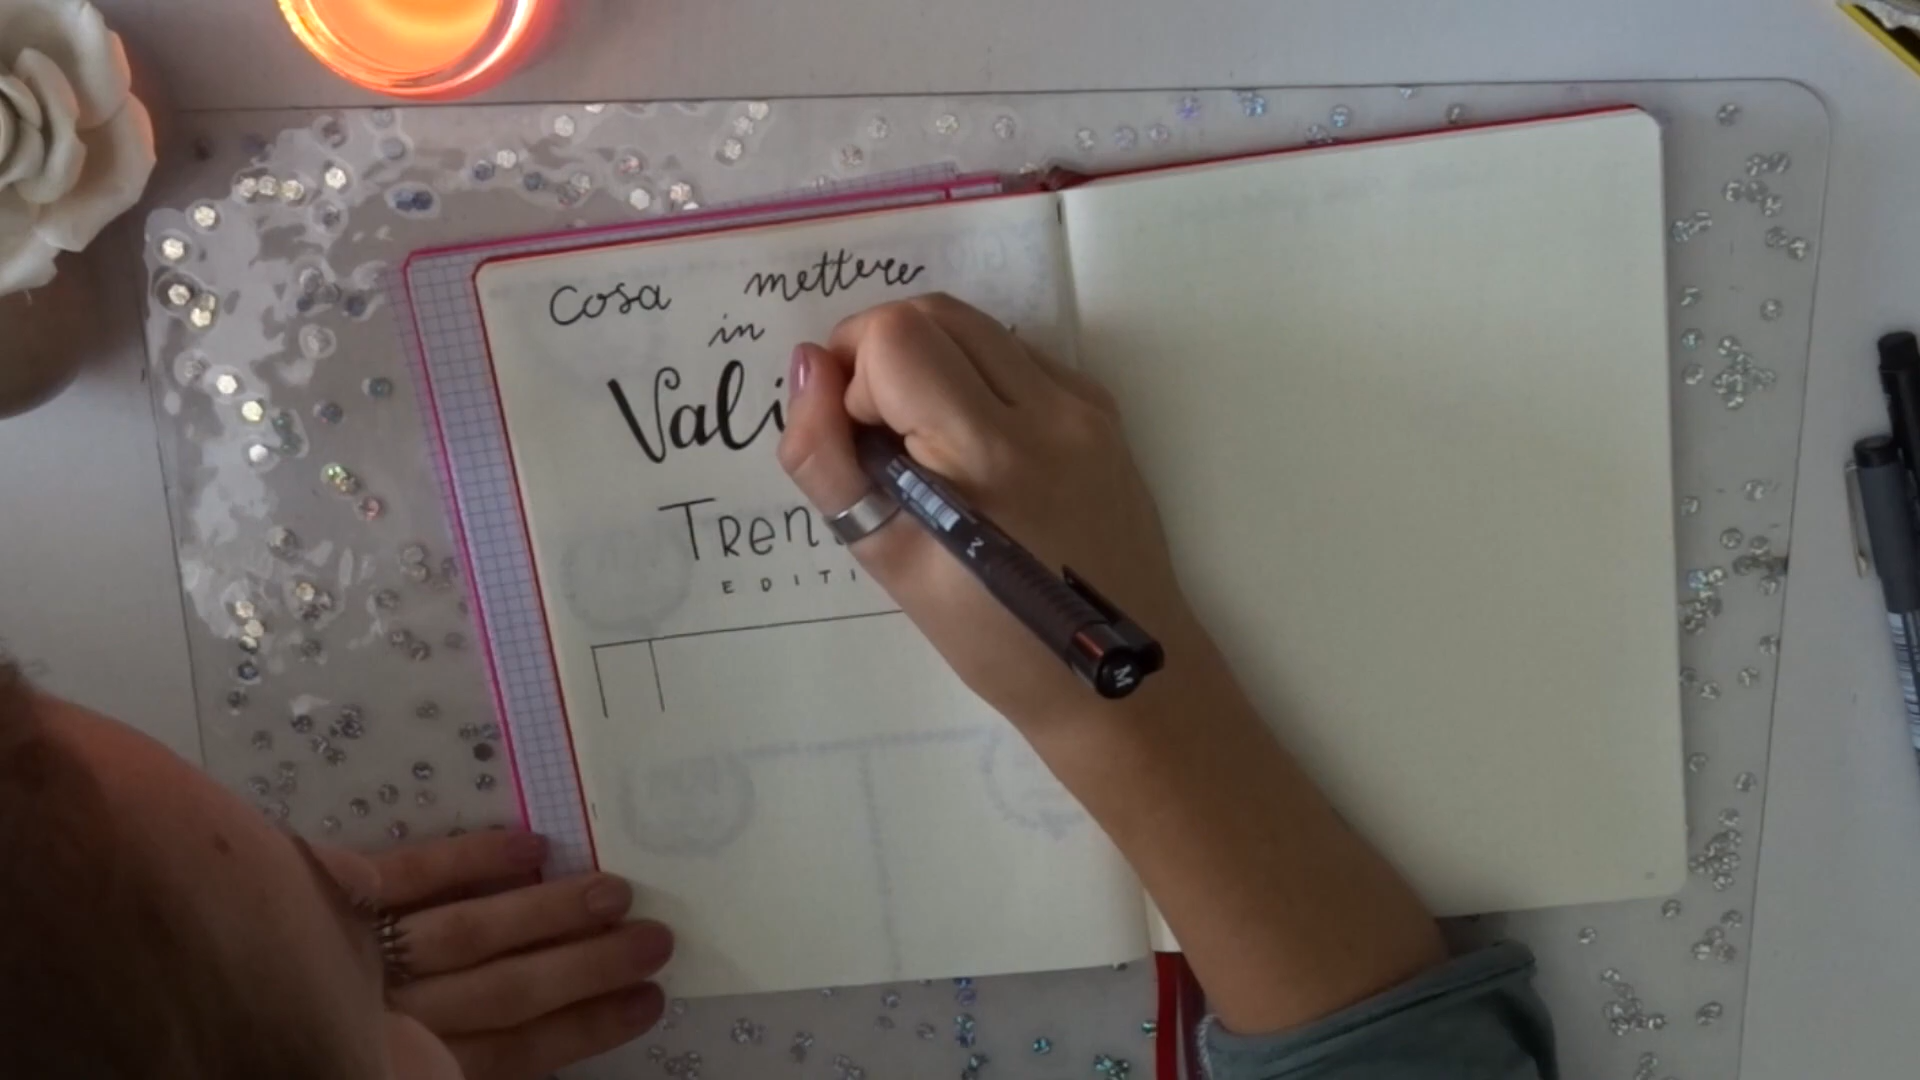 Cosa mettere
in
Vali
Tren
EDITI
M
M